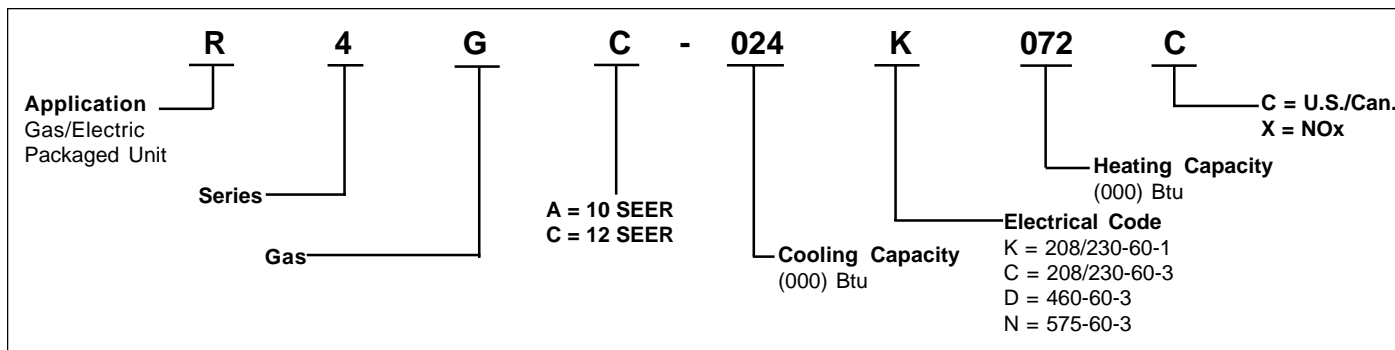 R 4 G C - 024 K 072 C
Application
Gas/Electric
Packaged Unit
Series
Gas
A = 10 SEER
C = 12 SEER
Cooling Capacity
(000) Btu
Electrical Code
K = 208/230-60-1
C = 208/230-60-3
D = 460-60-3
N = 575-60-3
Heating Capacity
(000) Btu
C = U.S./Can.
X = NOx